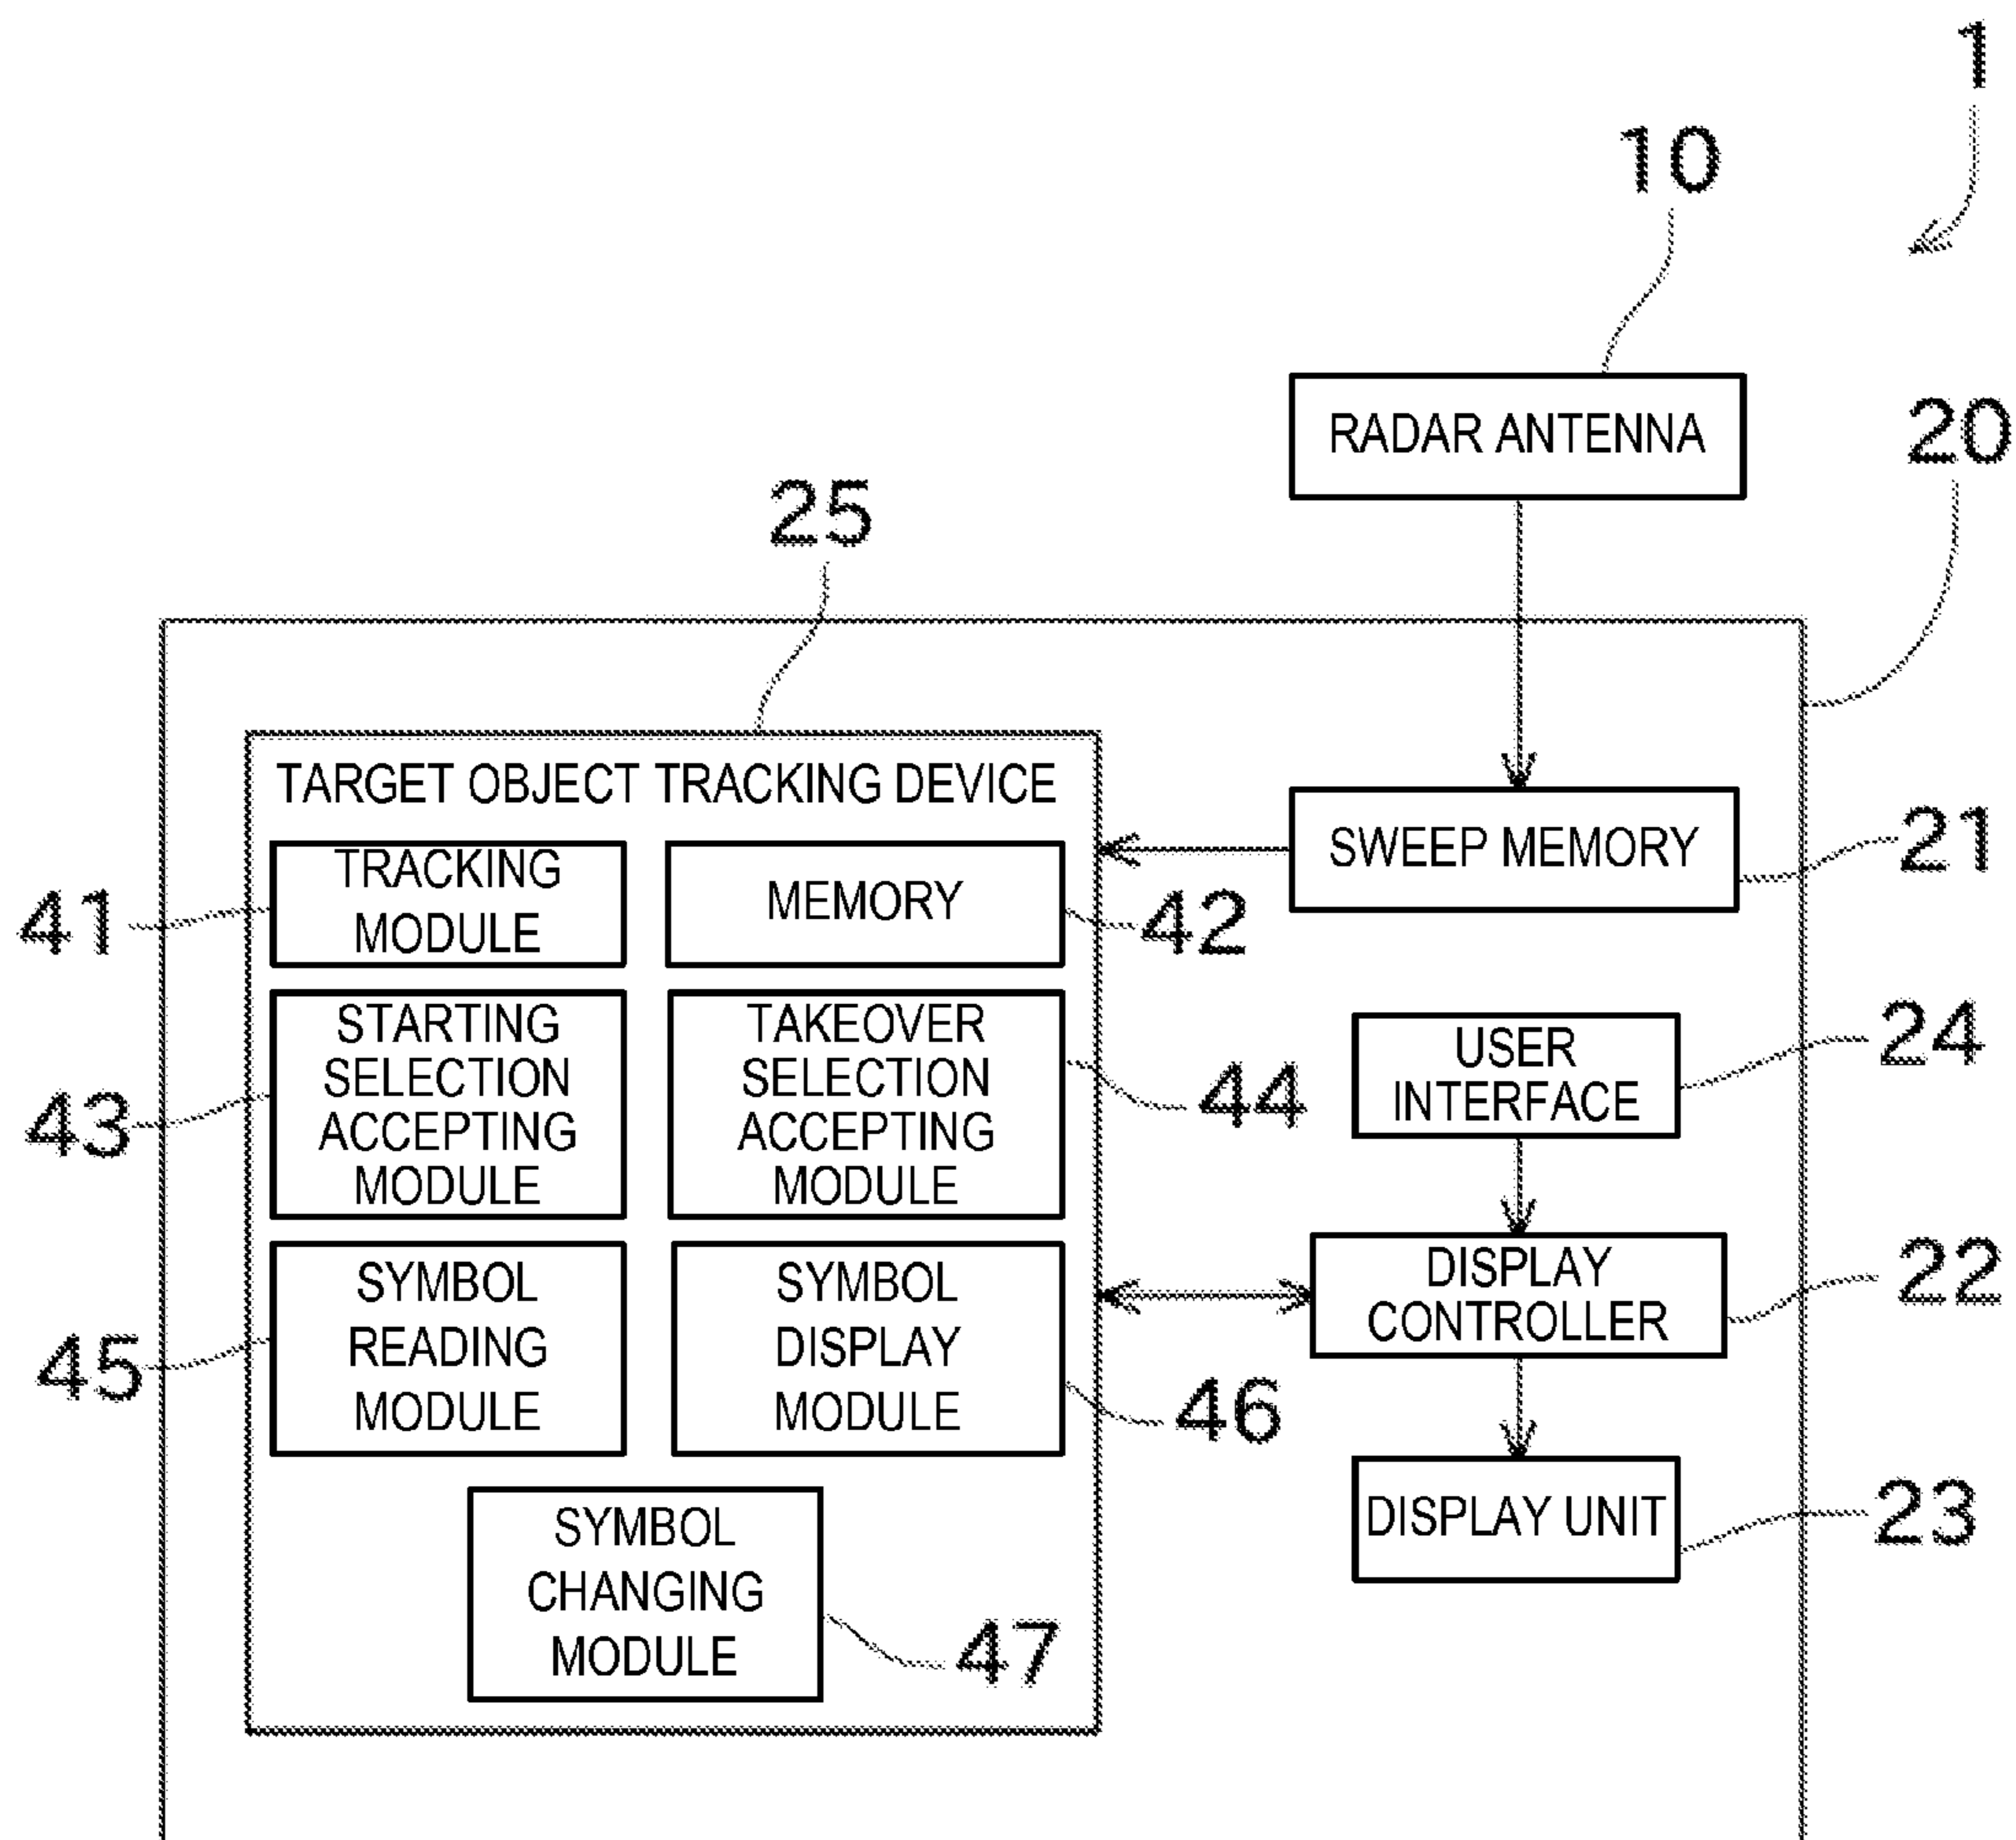 1
10
RADAR ANTENNA
20
25
TARGET OBJECT TRACKING DEVICE
SWEEP MEMORY
21
TRACKING
MODULE
41
MEMORY
42
STARTING
SELECTION
ACCEPTING
MODULE
43
TAKEOVER
SELECTION
ACCEPTING
MODULE
44
USER
INTERFACE
24
SYMBOL
READING
MODULE
45
SYMBOL
DISPLAY
MODULE
46
DISPLAY
CONTROLLER
22
DISPLAY UNIT
23
SYMBOL
CHANGING
MODULE
47